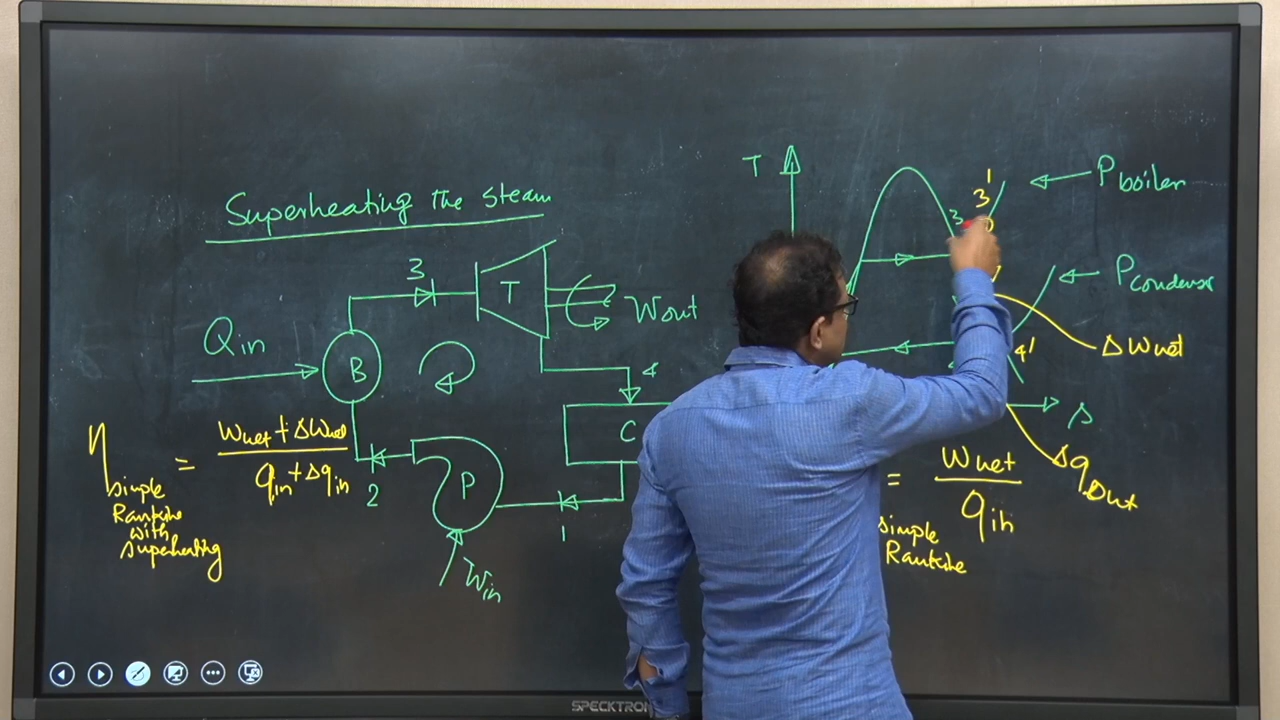 Superheating the steam
3
T
Wout
Qin
B
4
C
P
2
1
Win
η simple Rankine with superheating = Wnet + ΔWnet / qin + Δqin
T
3'
3
Pboiler
Pcondenser
4'
ΔWnet
s
Δqout
simple Rankine = Wnet / qin
SPECKTRON